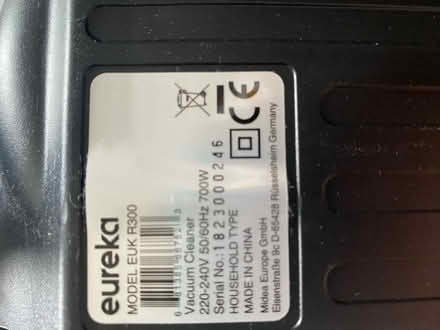 eureka
MODEL EUK R300
Vacuum Cleaner
220-240V 50/60Hz 700W
Serial No.: 1823000246
HOUSEHOLD TYPE
MADE IN CHINA
Midea Europe GmbH
Eisenstraße 9c D-65428 Rüsselsheim Germany
CE